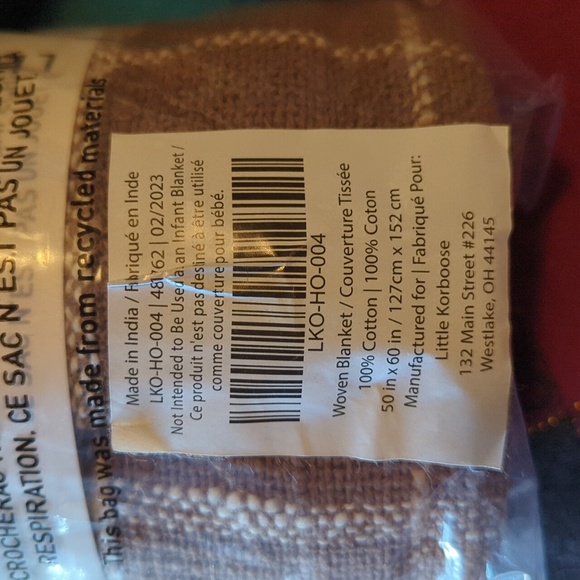 CROCHERA
RESPIRATION. CE SAC N'EST PAS UN JOUET
This bag was made from recycled materials
Made in India / Fabriqué en Inde
LKO-HO-004 | 02/2023
Not Intended to Be Used as an Infant Blanket /
Ce produit n'est pas destiné à être utilisé
comme couverture pour bébé.
LKO-HO-004
Woven Blanket / Couverture Tissée
100% Cotton | 100% Coton
50 in x 60 in / 127cm x 152 cm
Manufactured for | Fabriqué Pour:
Little Korboose
132 Main Street #226
Westlake, OH 44145